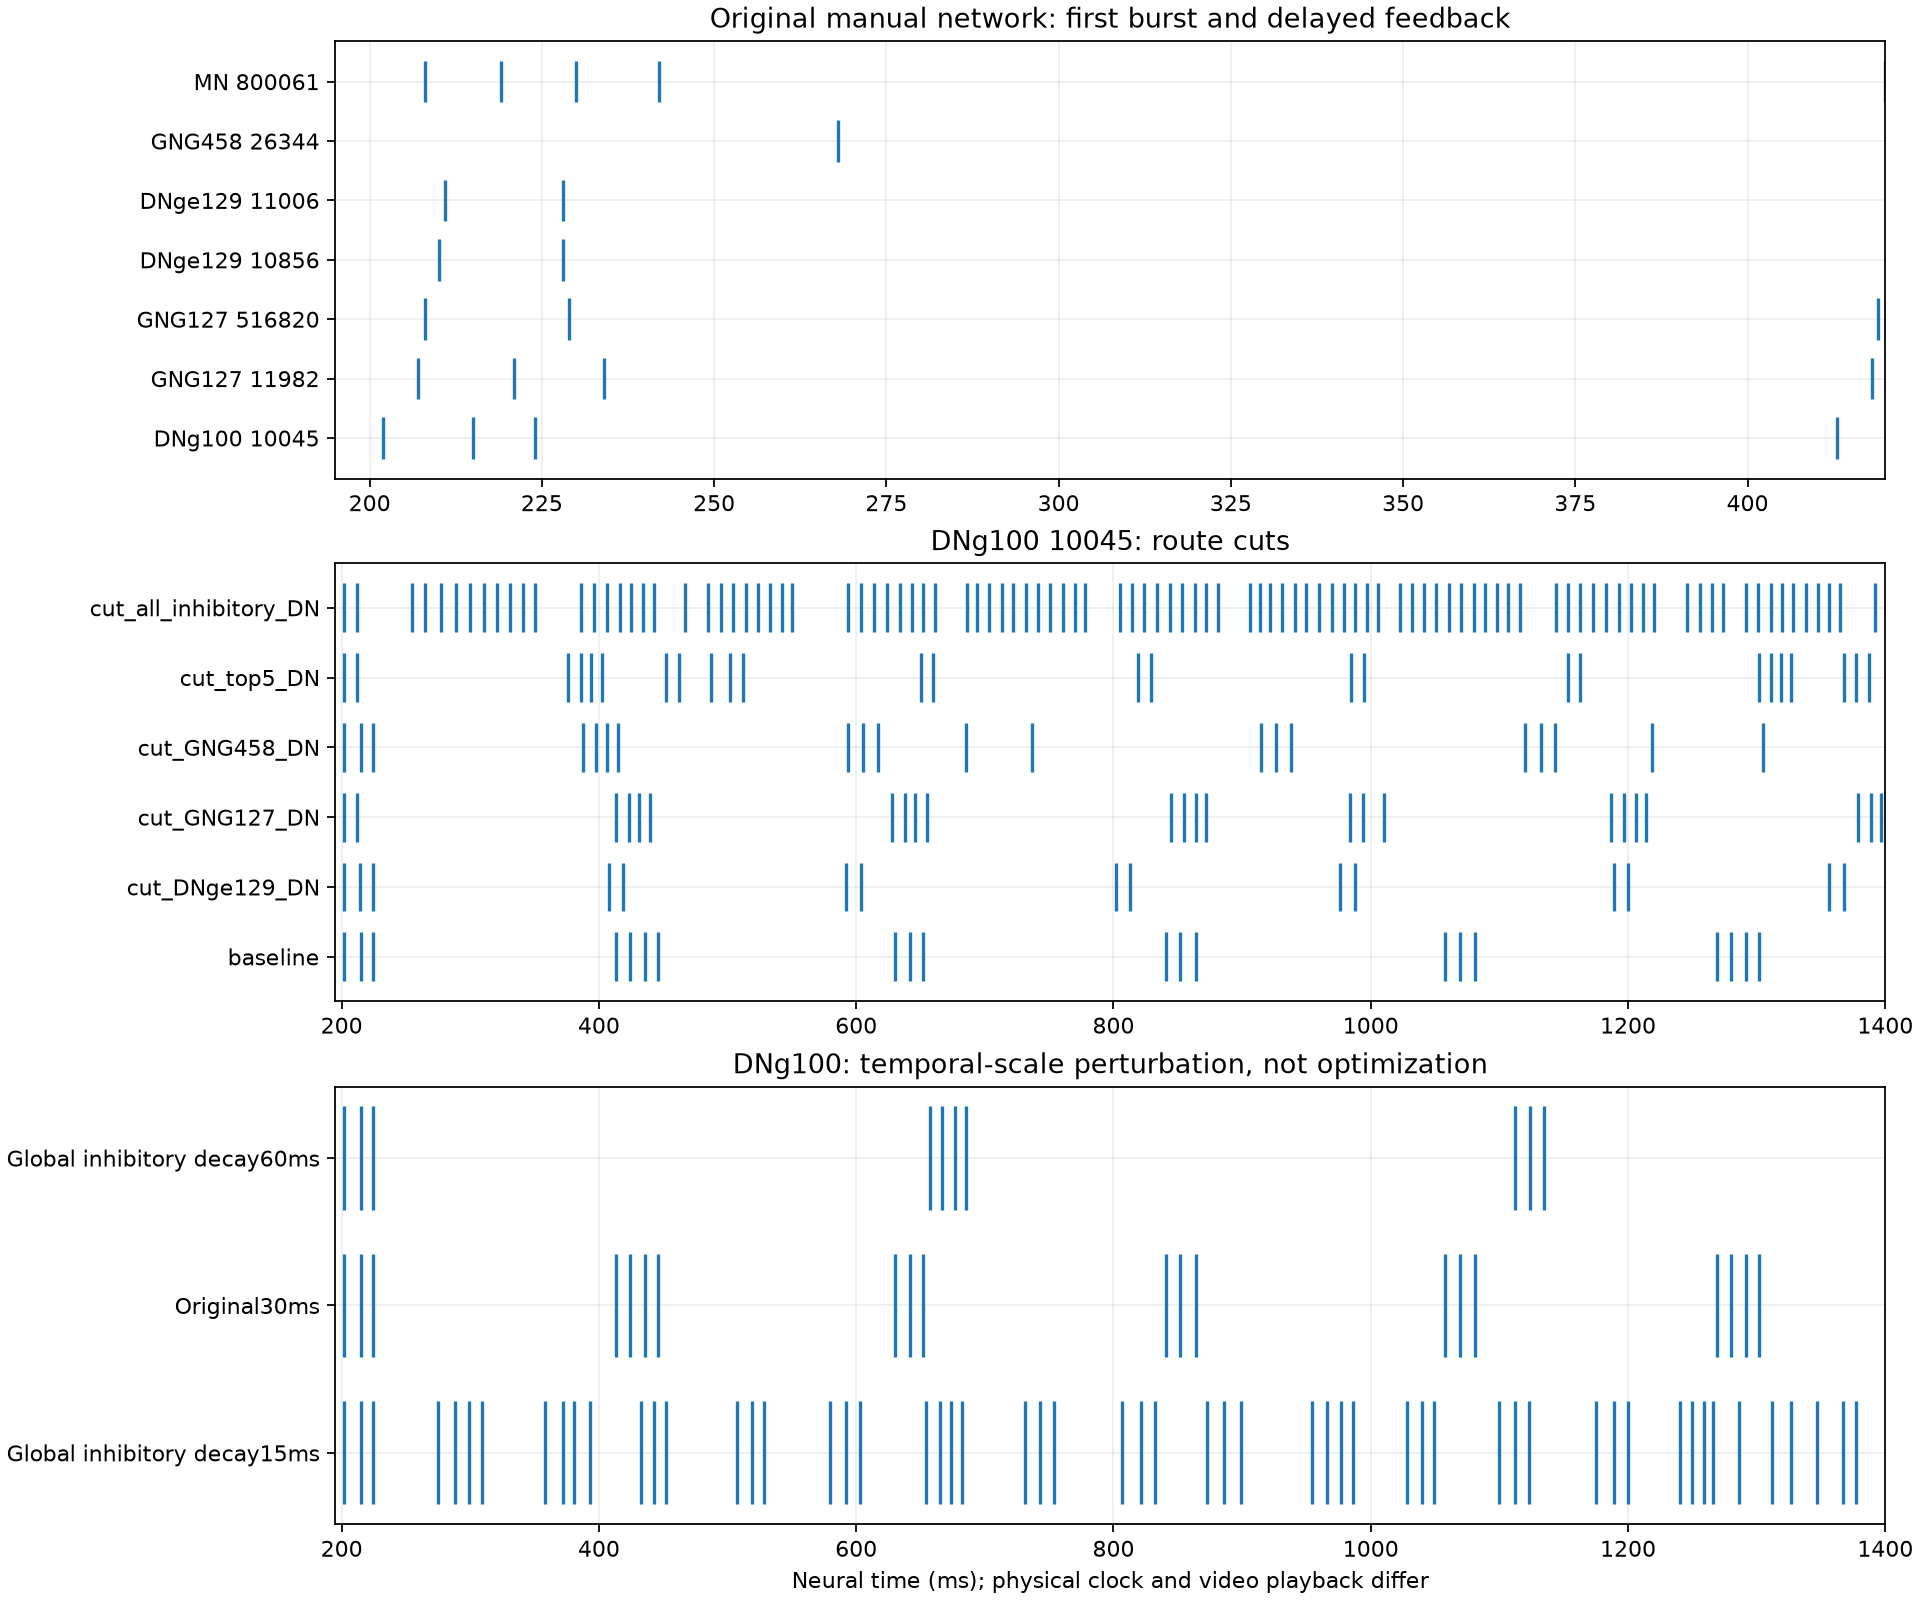 Original manual network: first burst and delayed feedback
MN 800061
GNG458 26344
DNge129 11006
DNge129 10856
GNG127 516820
GNG127 11982
DNg100 10045
200 225 250 275 300 325 350 375 400
DNg100 10045: route cuts
cut_all_inhibitory_DN
cut_top5_DN
cut_GNG458_DN
cut_GNG127_DN
cut_DNge129_DN
baseline
200 400 600 800 1000 1200 1400
DNg100: temporal-scale perturbation, not optimization
Global inhibitory decay60ms
Original30ms
Global inhibitory decay15ms
200 400 600 800 1000 1200 1400
Neural time (ms); physical clock and video playback differ